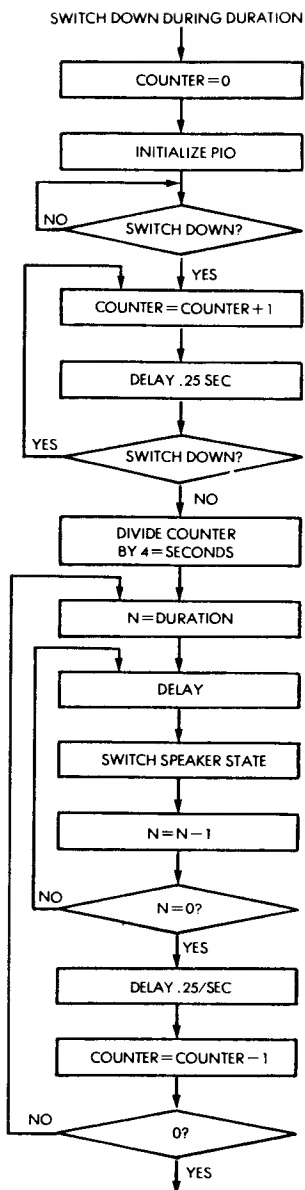 SWITCH DOWN DURING DURATION
COUNTER=0
INITIALIZE PIO
NO
SWITCH DOWN?
YES
COUNTER=COUNTER+1
DELAY .25 SEC
YES
SWITCH DOWN?
NO
DIVIDE COUNTER
BY 4=SECONDS
N=DURATION
DELAY
SWITCH SPEAKER STATE
N=N-1
NO
N=0?
YES
DELAY .25/SEC
COUNTER=COUNTER-1
NO
0?
YES